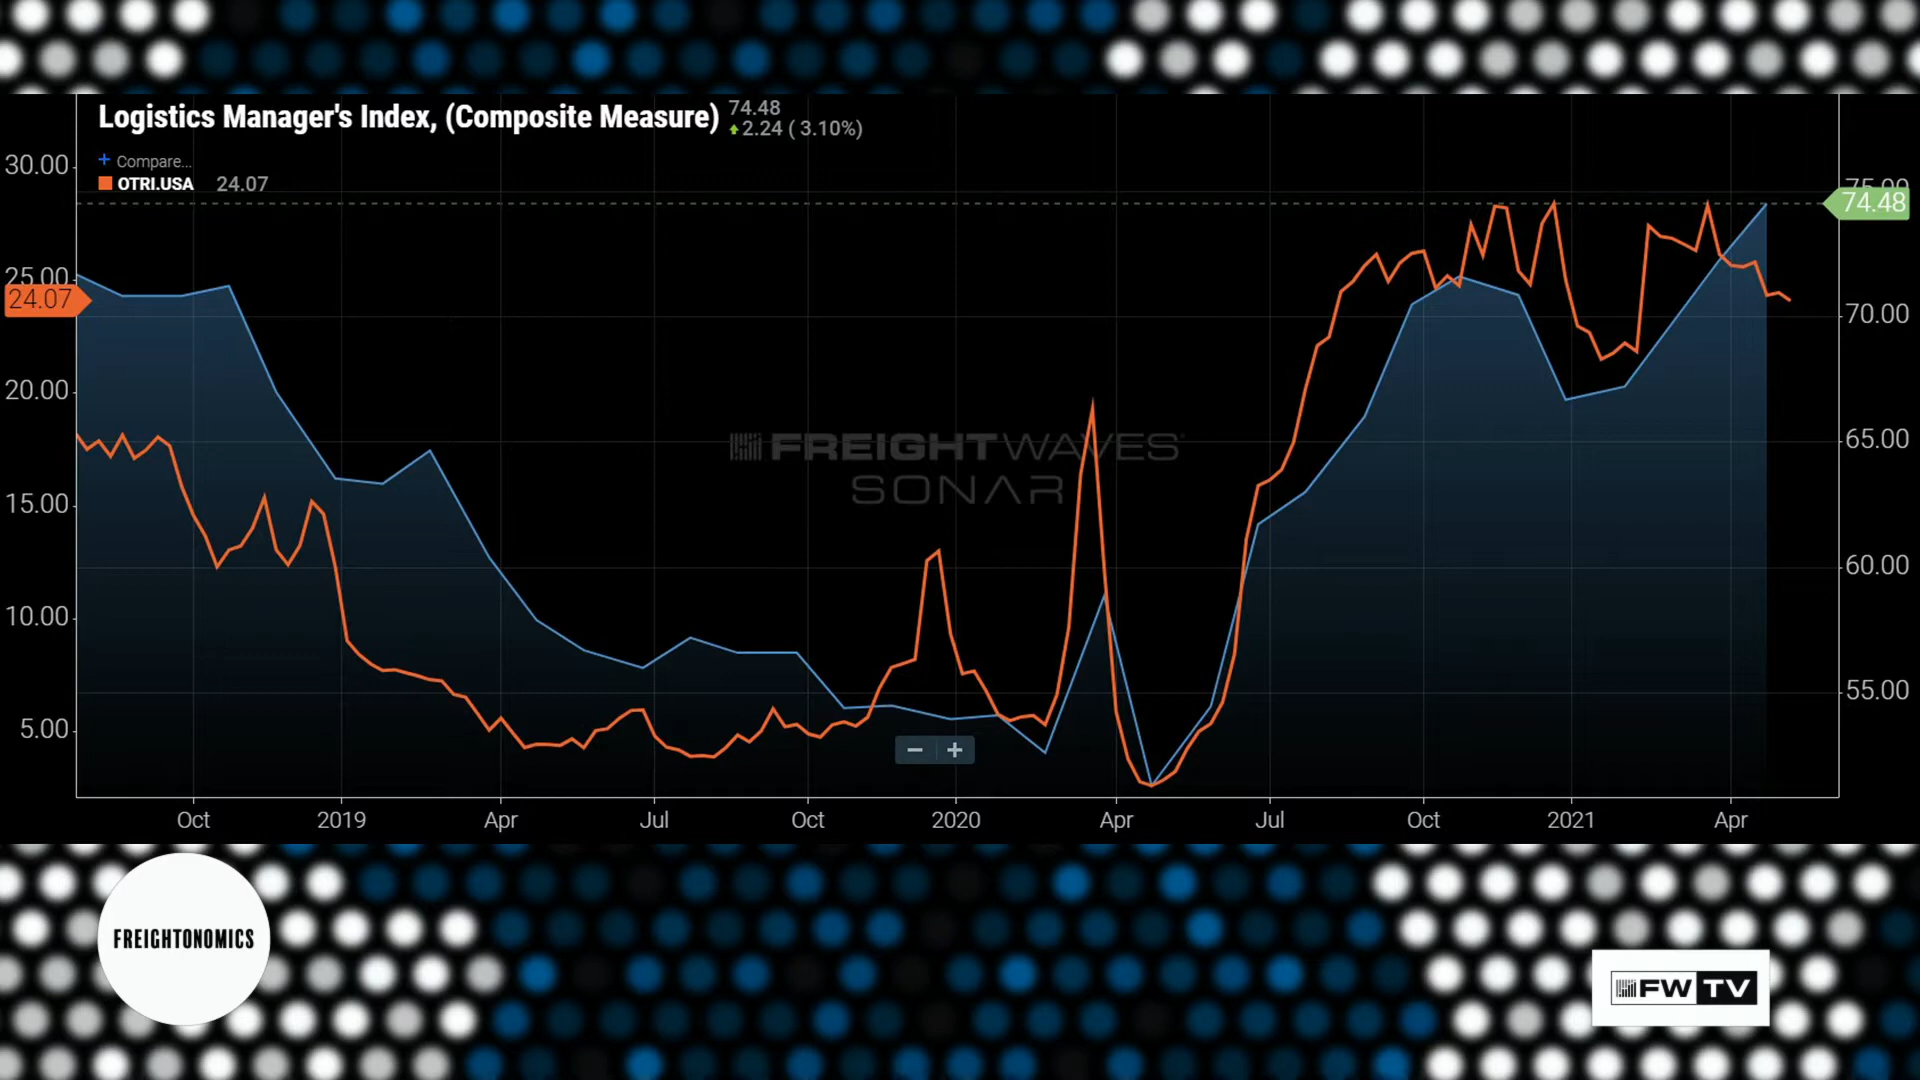 Logistics Manager's Index, (Composite Measure) 74.48
2.24 ( 3.10%)
+ Compare...
OTRI.USA 24.07
30.00
25.00
24.07
20.00
15.00
10.00
5.00
75.00
74.48
70.00
65.00
60.00
55.00
FREIGHTWAVES
SONAR
− +
Oct 2019 Apr Jul Oct 2020 Apr Jul Oct 2021 Apr
FREIGHTONOMICS
FW TV